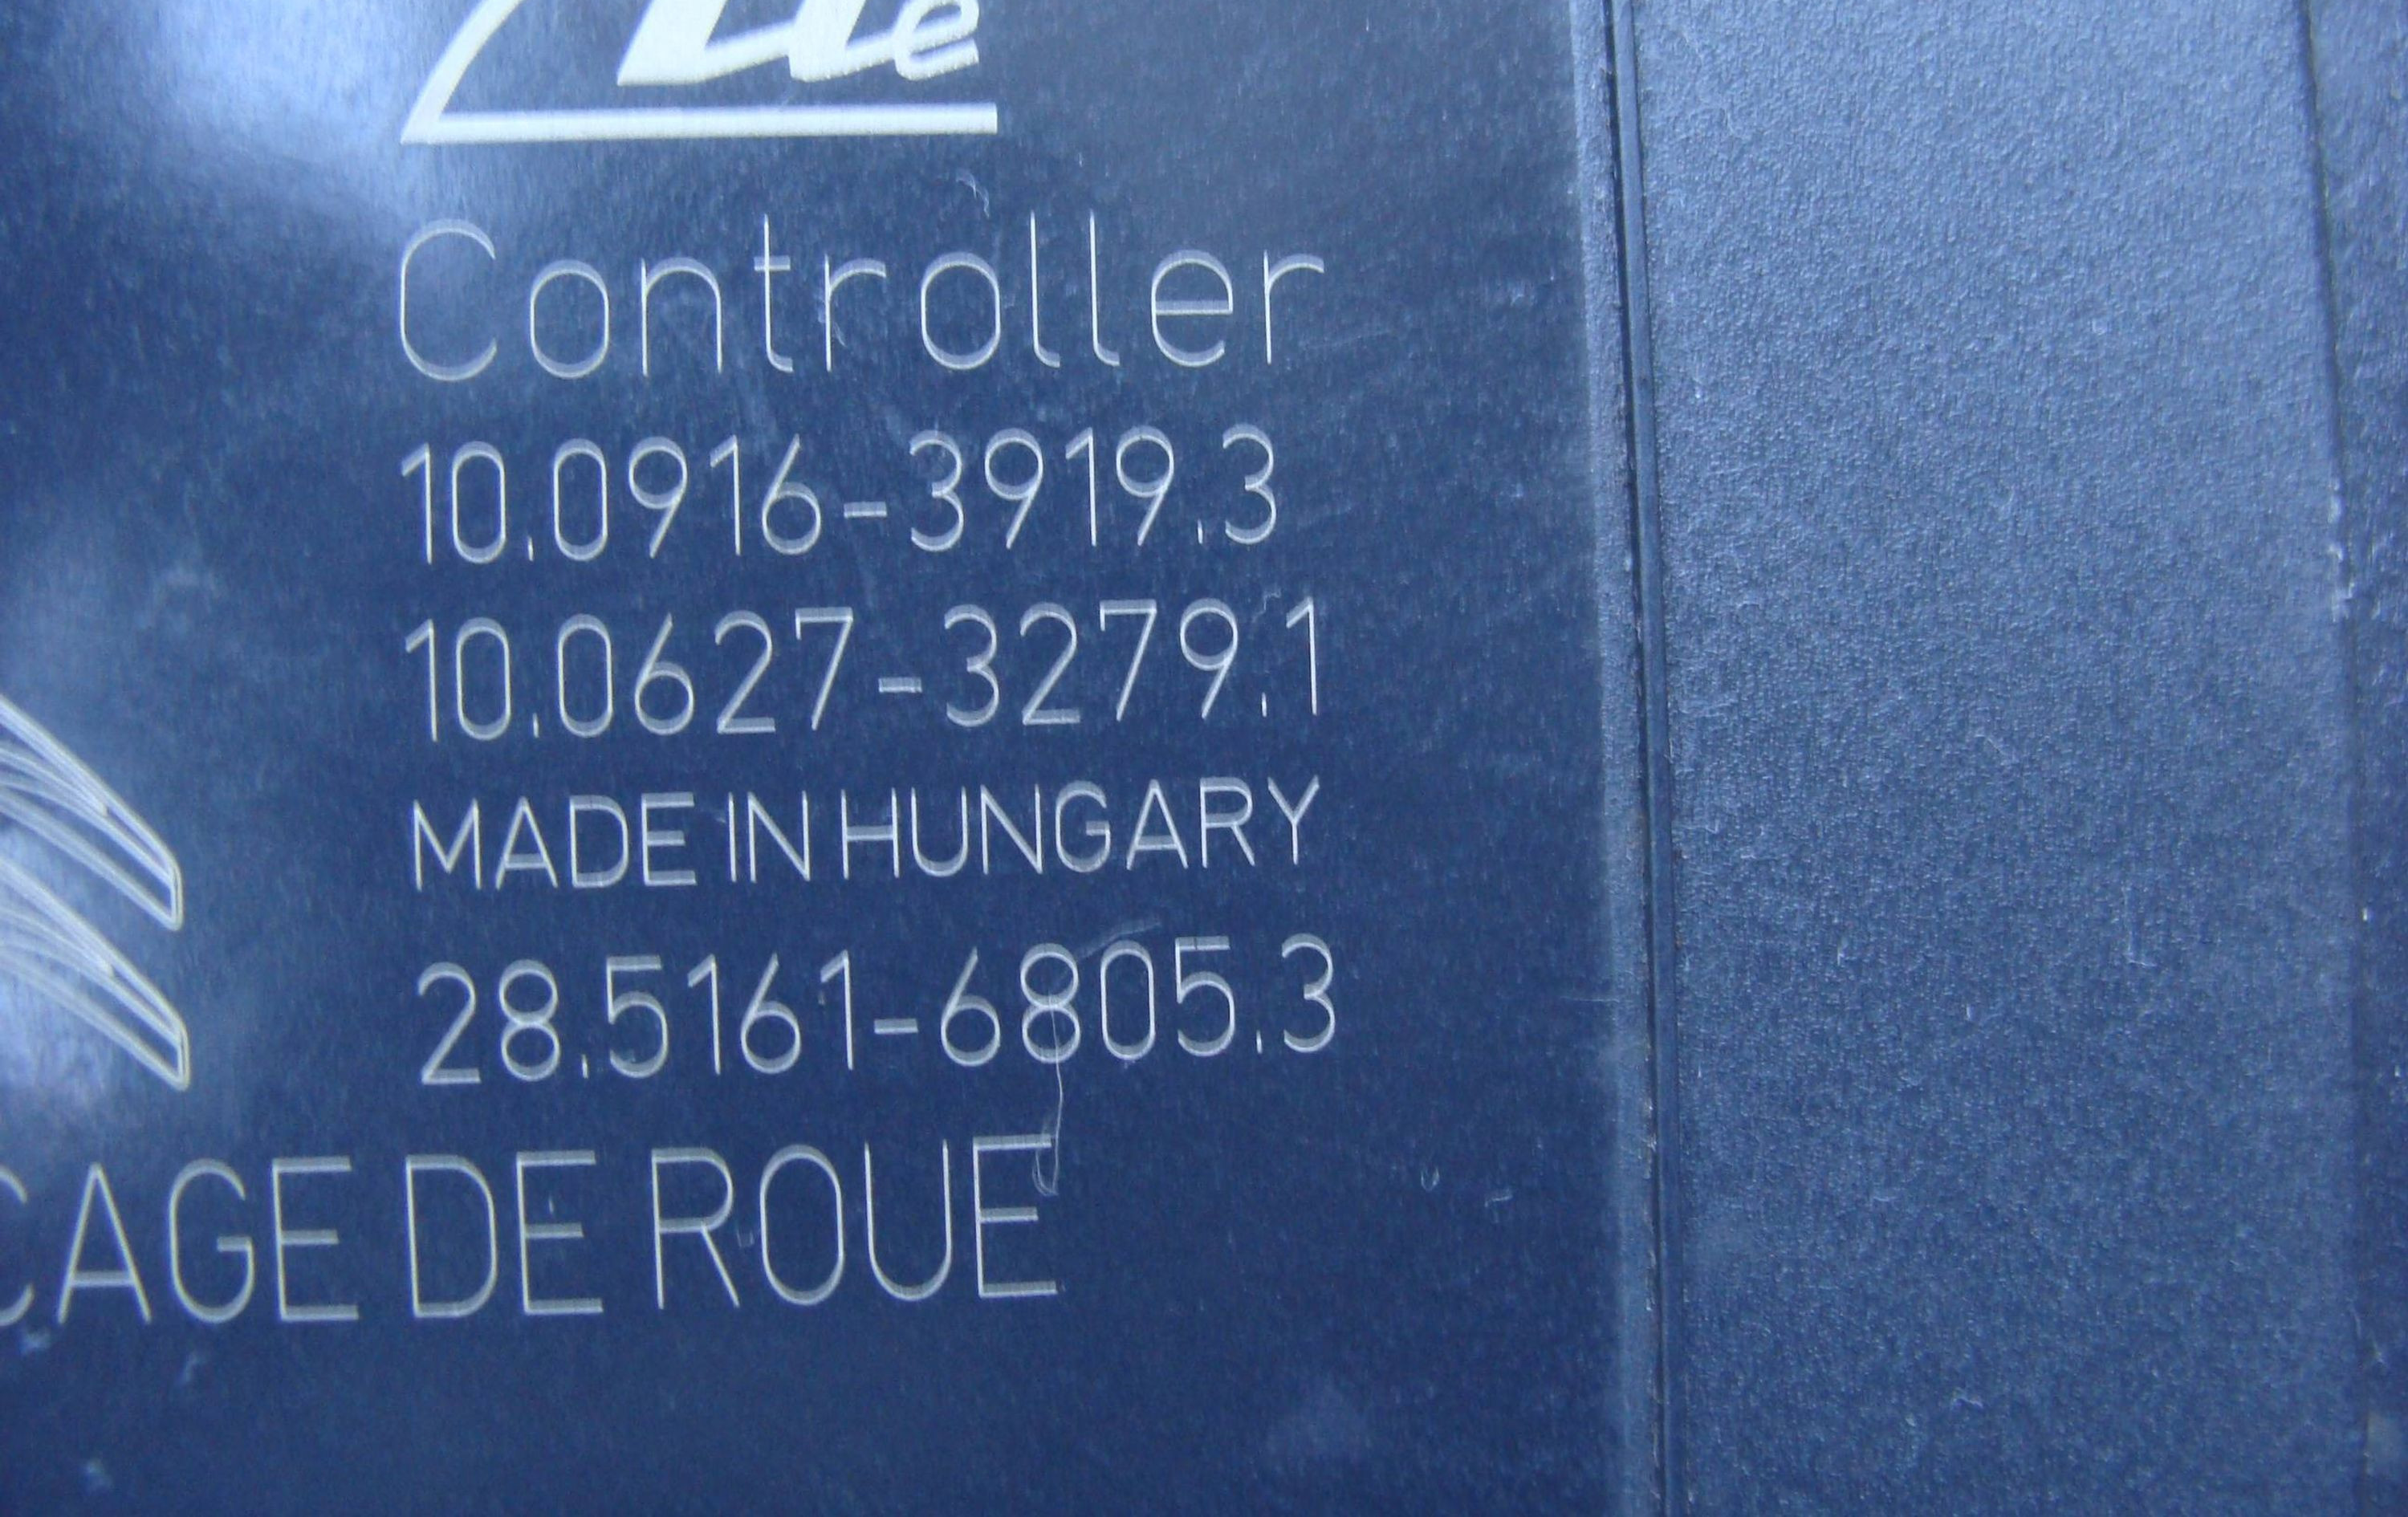 Ate
Controller
10.0916-3919.3
10.0627-3279.1
MADE IN HUNGARY
28.5161-6805.3
CAGE DE ROUE